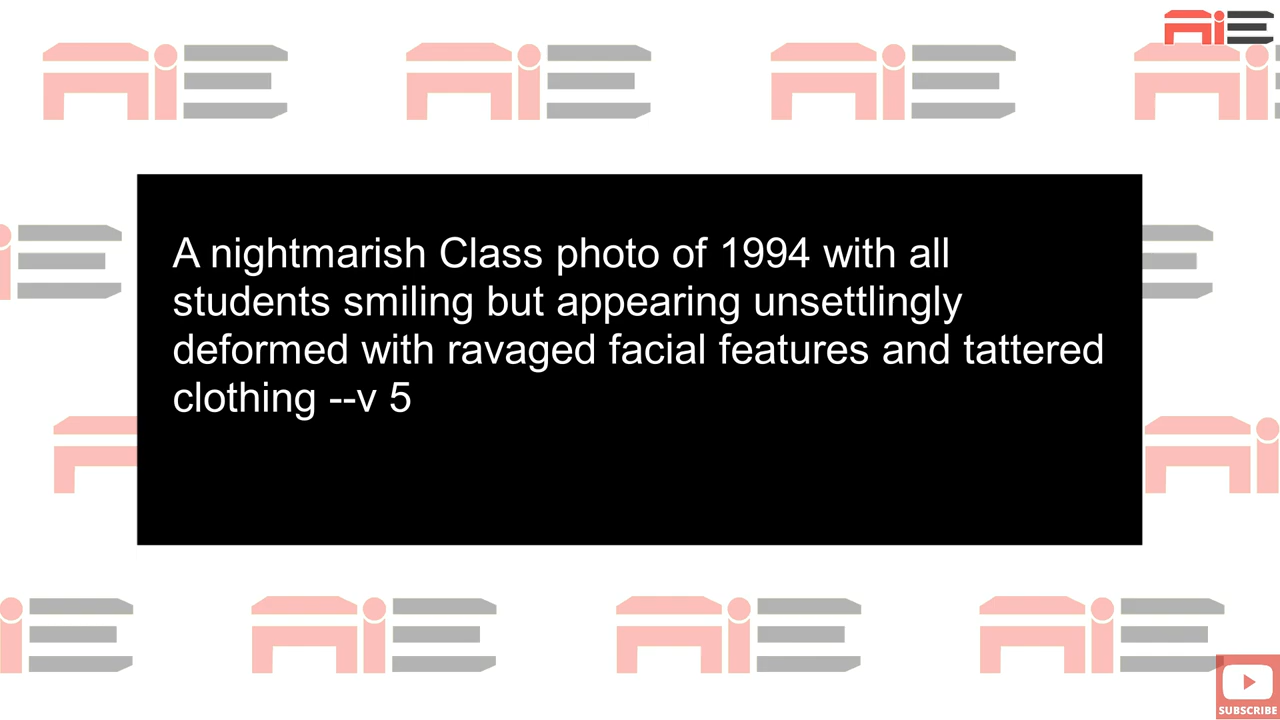 A nightmarish Class photo of 1994 with all
students smiling but appearing unsettlingly
deformed with ravaged facial features and tattered
clothing --v 5
SUBSCRIBE